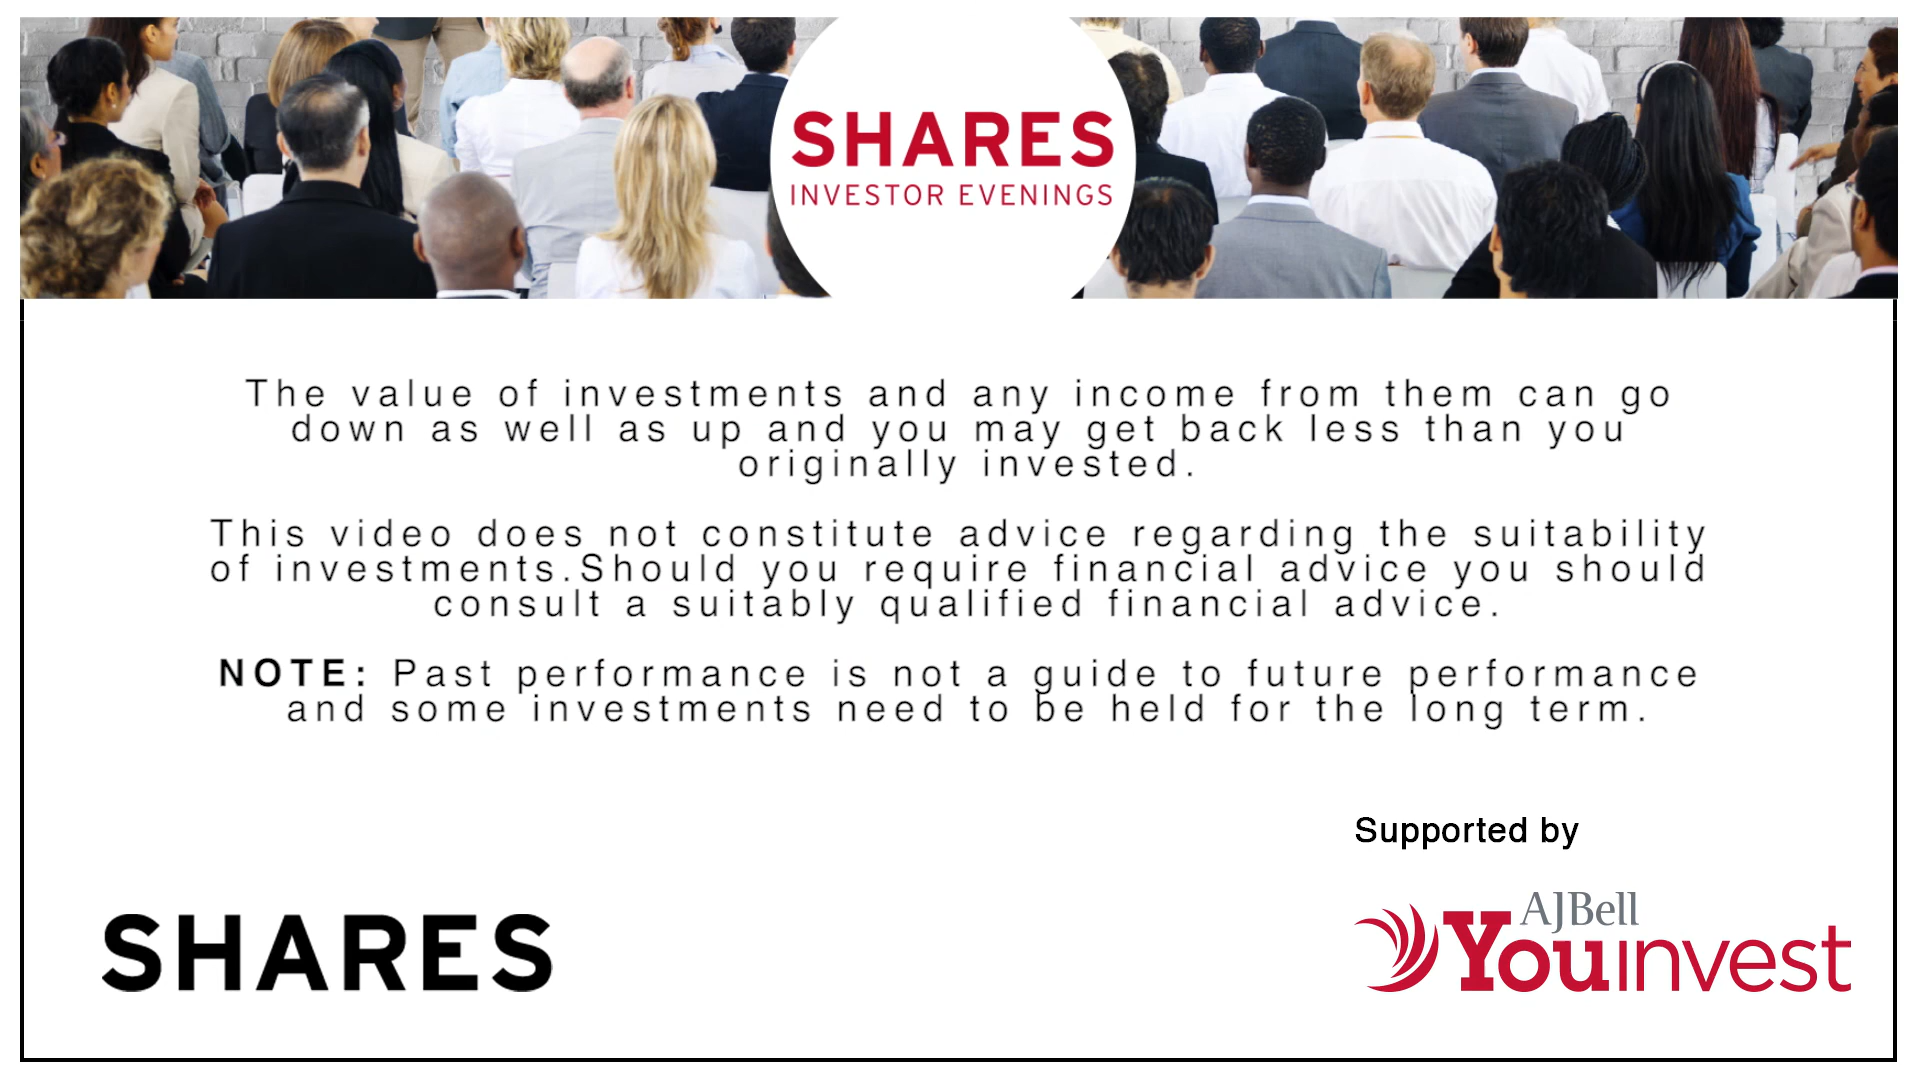 SHARES
INVESTOR EVENINGS
The value of investments and any income from them can go
down as well as up and you may get back less than you
originally invested.
This video does not constitute advice regarding the suitability
of investments.Should you require financial advice you should
consult a suitably qualified financial advice.
NOTE: Past performance is not a guide to future performance
and some investments need to be held for the long term.
Supported by
SHARES
AJBell
Youinvest